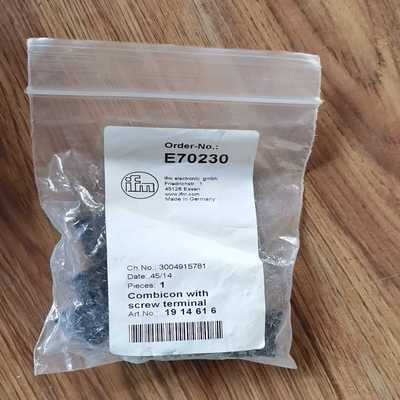 Order-No.:
E70230
ifm
ifm electronic gmbh
Friedrichstr. 1
45128 Essen
www.ifm.com
Made in Germany
Ch.No.: 3004915781
Date: 45/14
Pieces: 1
Combicon with
screw terminal
Art.No.: 19 14 61 6